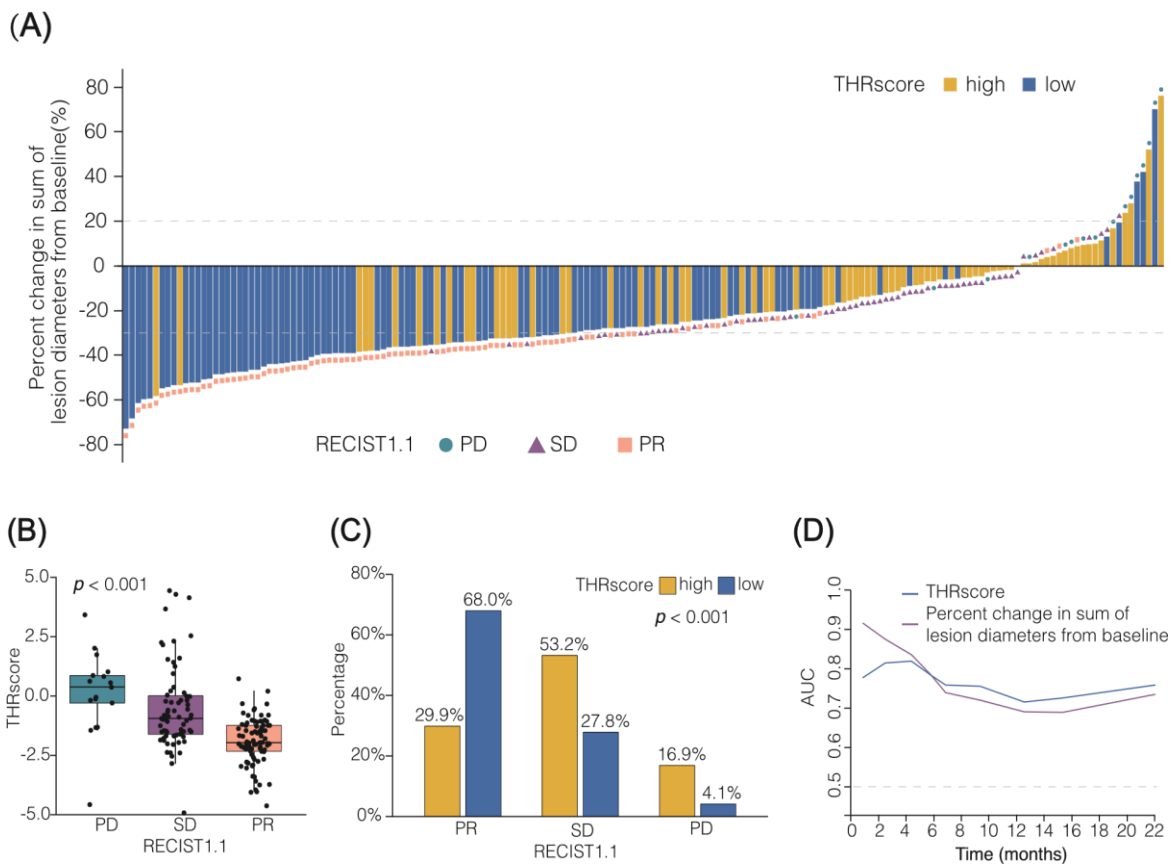 (A)
THRscore high low
Percent change in sum of
lesion diameters from baseline(%)
80
60
40
20
0
-20
-40
-60
-80
RECIST1.1 PD SD PR
(B)
p < 0.001
THRscore
5.0
2.5
0.0
-2.5
-5.0
PD SD PR
RECIST1.1
(C)
THRscore high low
p < 0.001
Percentage
80%
60%
40%
20%
0%
29.9% 68.0%
53.2% 27.8%
16.9% 4.1%
PR SD PD
RECIST1.1
(D)
THRscore
Percent change in sum of
lesion diameters from baseline
AUC
1.0
0.9
0.8
0.7
0.6
0.5
0 2 4 6 8 10 12 14 16 18 20 22
Time (months)